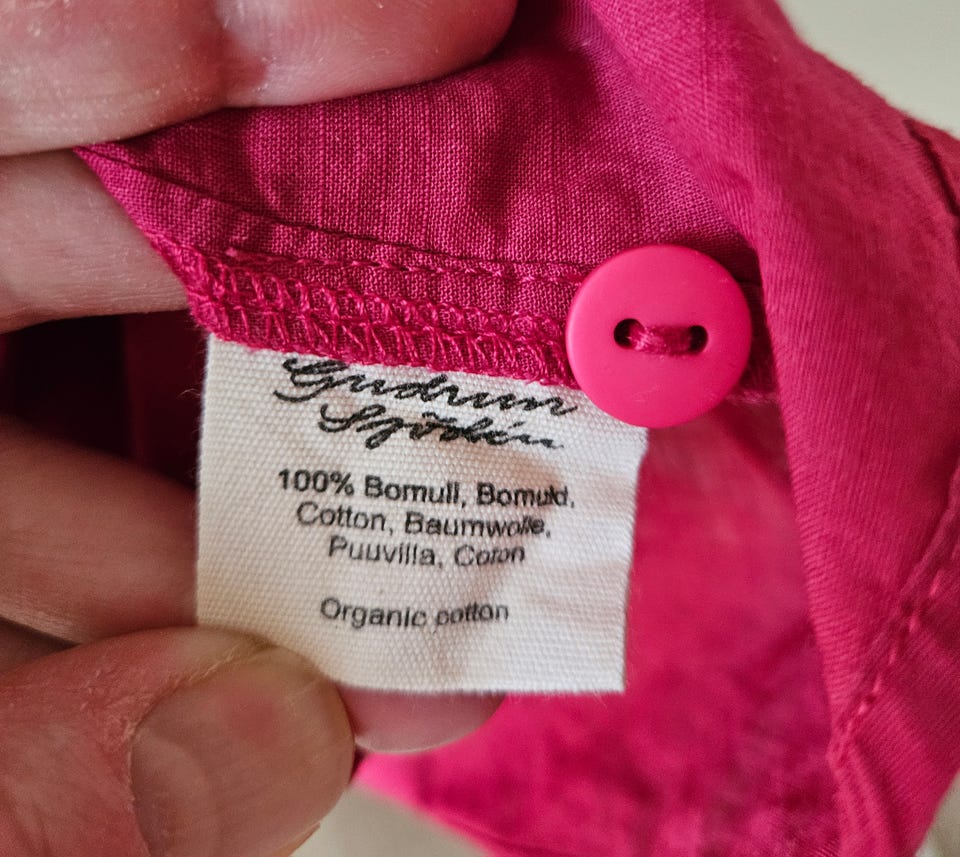 Gudrun
Sjödén
100% Bomull, Bomuld,
Cotton, Baumwolle,
Puuvilla, Coton
Organic cotton